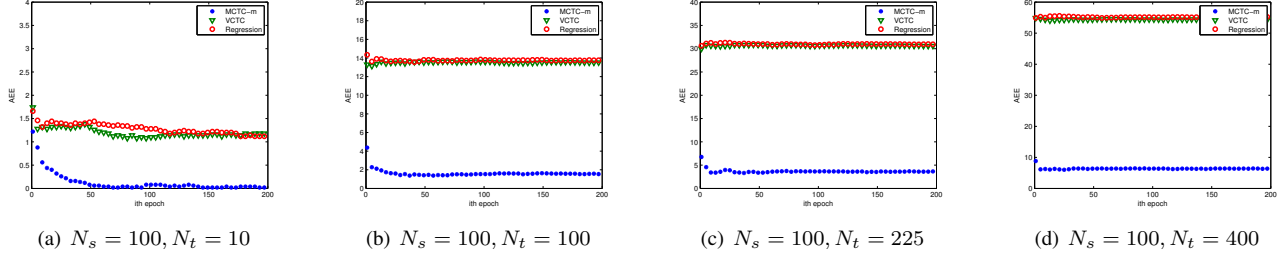 4
3.5
3
2.5
2
1.5
1
0.5
0
AEE
0 50 100 150 200
ith epoch
MCTC-m
VCTC
Regression
(a) N_s = 100, N_t = 10
20
18
16
14
12
10
8
6
4
2
0
AEE
0 50 100 150 200
ith epoch
MCTC-m
VCTC
Regression
(b) N_s = 100, N_t = 100
40
35
30
25
20
15
10
5
0
AEE
0 50 100 150 200
ith epoch
MCTC-m
VCTC
Regression
(c) N_s = 100, N_t = 225
60
50
40
30
20
10
0
AEE
0 50 100 150 200
ith epoch
MCTC-m
VCTC
Regression
(d) N_s = 100, N_t = 400